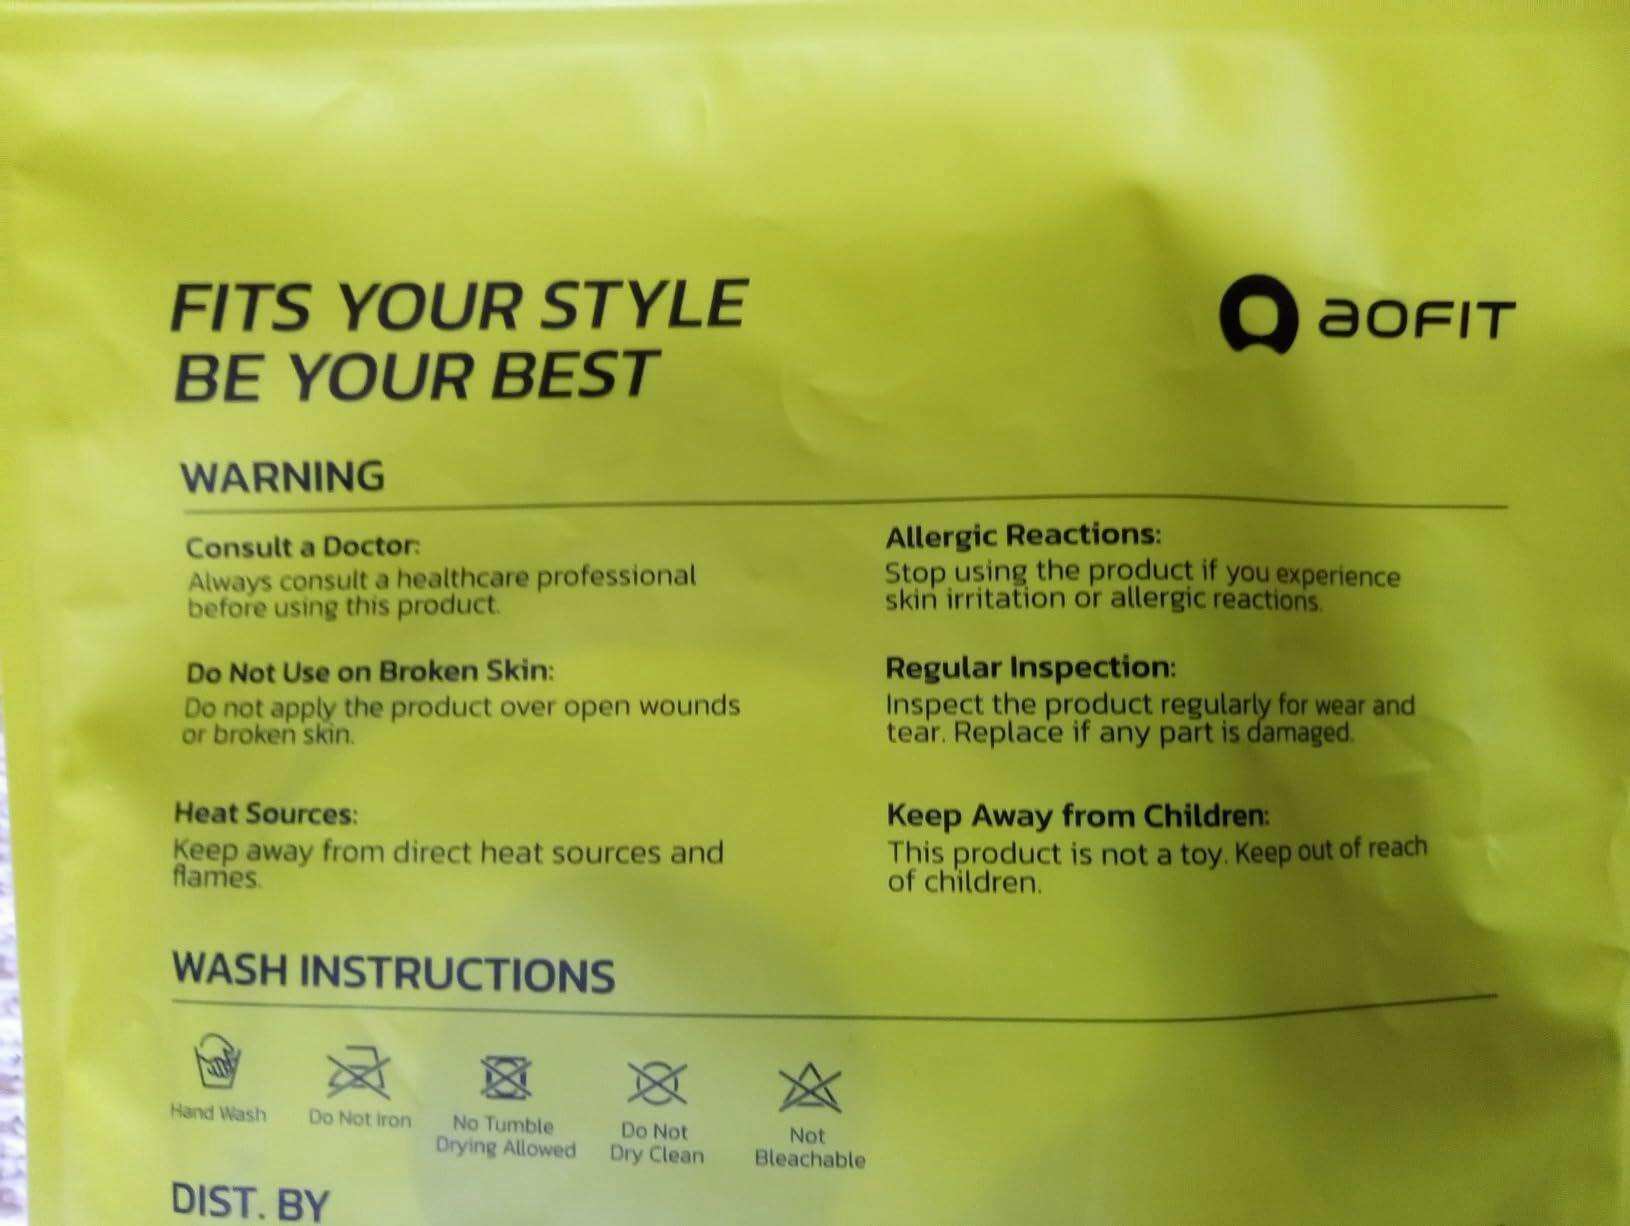 FITS YOUR STYLE
BE YOUR BEST
aOFIT
WARNING
Consult a Doctor:
Always consult a healthcare professional
before using this product.
Do Not Use on Broken Skin:
Do not apply the product over open wounds
or broken skin.
Heat Sources:
Keep away from direct heat sources and
flames.
Allergic Reactions:
Stop using the product if you experience
skin irritation or allergic reactions.
Regular Inspection:
Inspect the product regularly for wear and
tear. Replace if any part is damaged.
Keep Away from Children:
This product is not a toy. Keep out of reach
of children.
WASH INSTRUCTIONS
Hand Wash
Do Not Iron
No Tumble
Drying Allowed
Do Not
Dry Clean
Not
Bleachable
DIST. BY